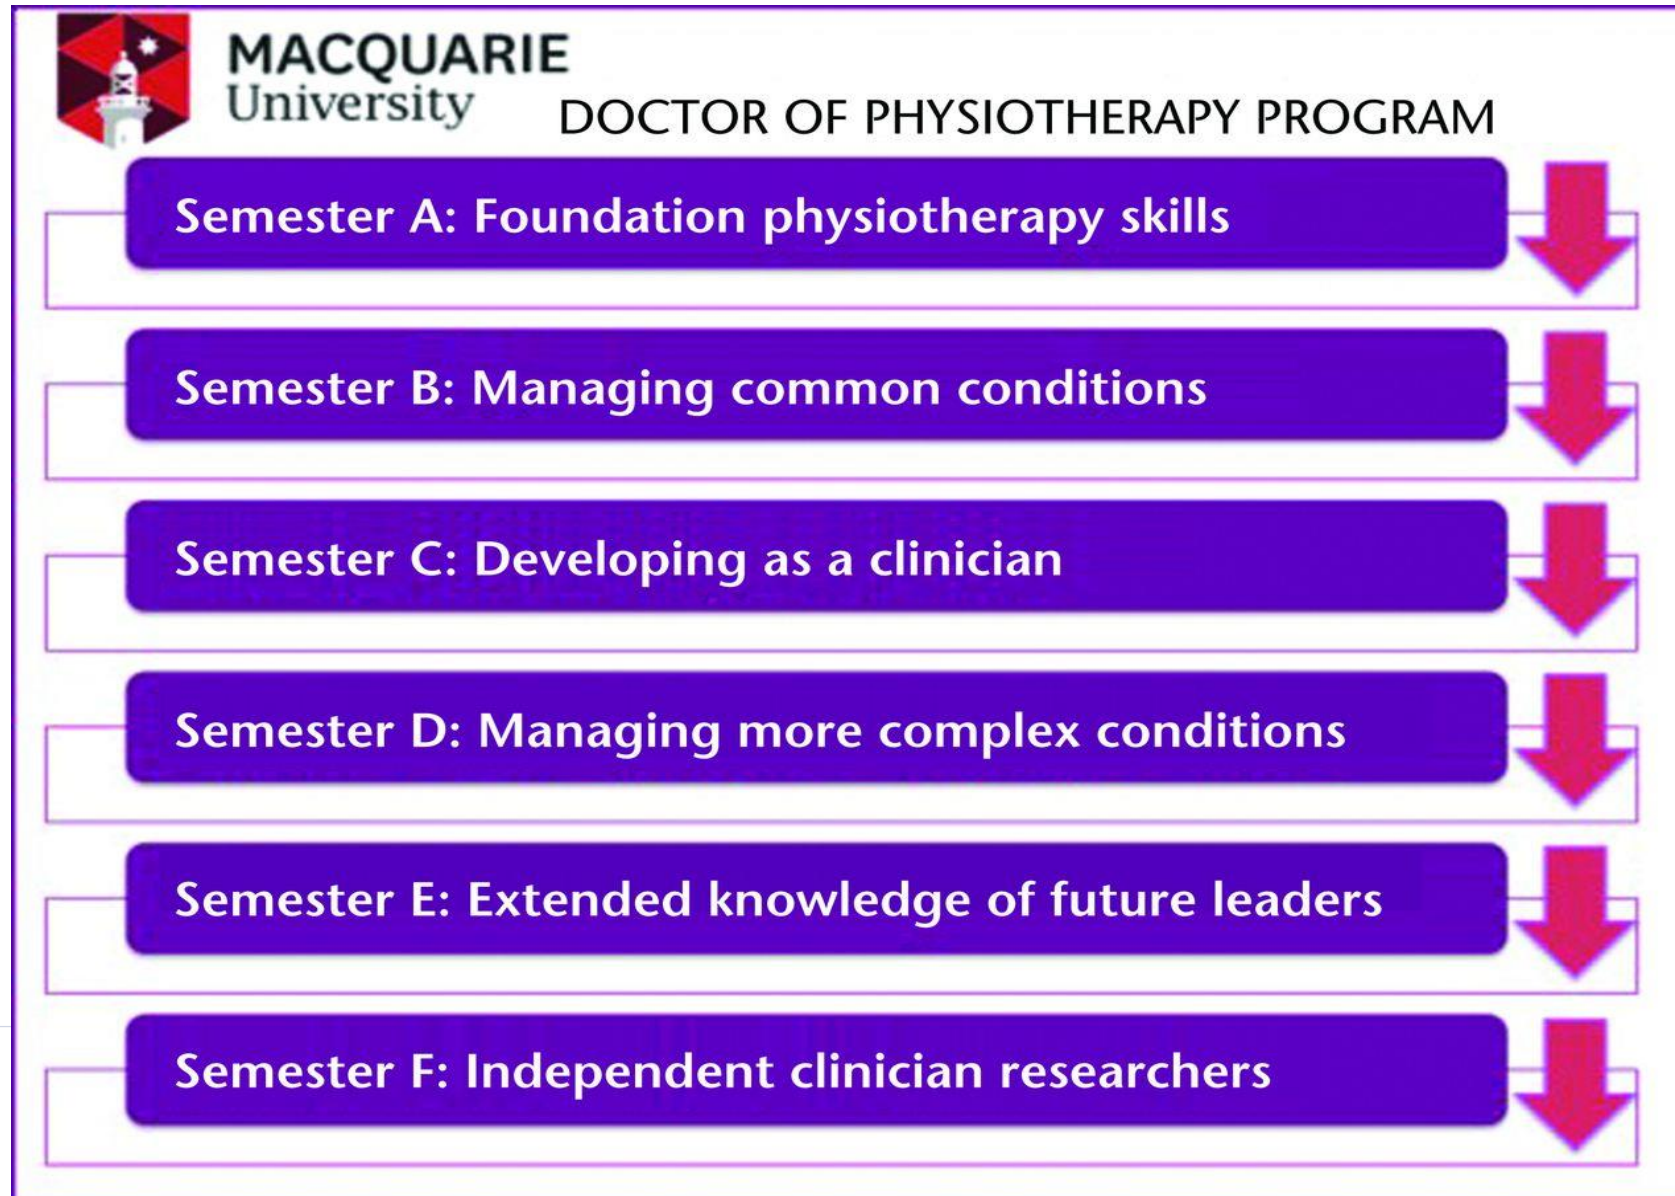 MACQUARIE
University
DOCTOR OF PHYSIOTHERAPY PROGRAM
Semester A: Foundation physiotherapy skills
Semester B: Managing common conditions
Semester C: Developing as a clinician
Semester D: Managing more complex conditions
Semester E: Extended knowledge of future leaders
Semester F: Independent clinician researchers